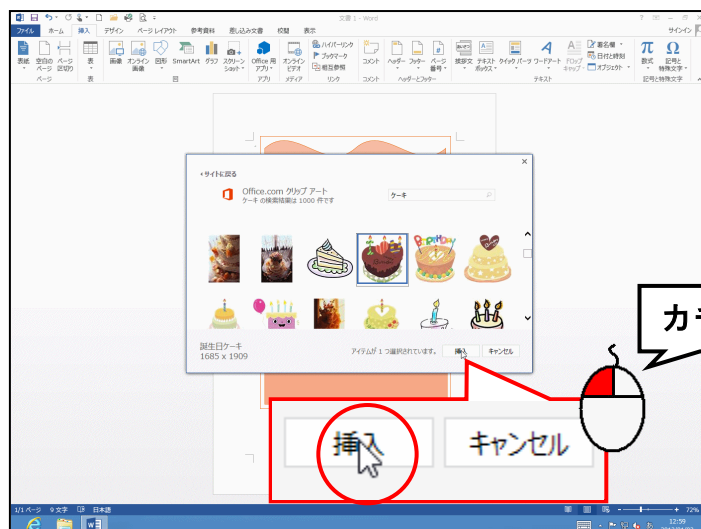 文書 1 - Word
ファイル ホーム 挿入 デザイン ページ レイアウト 参考資料 差し込み文書 校閲 表示
サインイン
表紙 空白の ページ 区切り
ページ
表
表
画像 オンライン 画像 図形 SmartArt グラフ スクリーン ショット
図
Office 用 アプリ
アプリ
オンライン ビデオ
メディア
ハイパーリンク
ブックマーク
相互参照
リンク
コメント
コメント
ヘッダー フッター ページ 番号
ヘッダーとフッター
挨拶文 テキスト ボックス クイック パーツ ワードアート ドロップ キャップ
署名欄
日付と時刻
オブジェクト
テキスト
数式 記号と 特殊文字
記号と特殊文字
サイトに戻る
Office.com クリップ アート
ケーキ の検索結果は 1000 件です
ケーキ
誕生日ケーキ
1685 x 1909
アイテムが 1 つ選択されています。
挿入 キャンセル
カ
挿入 キャンセル
1/1 ページ 9 文字 日本語
72%
12:59